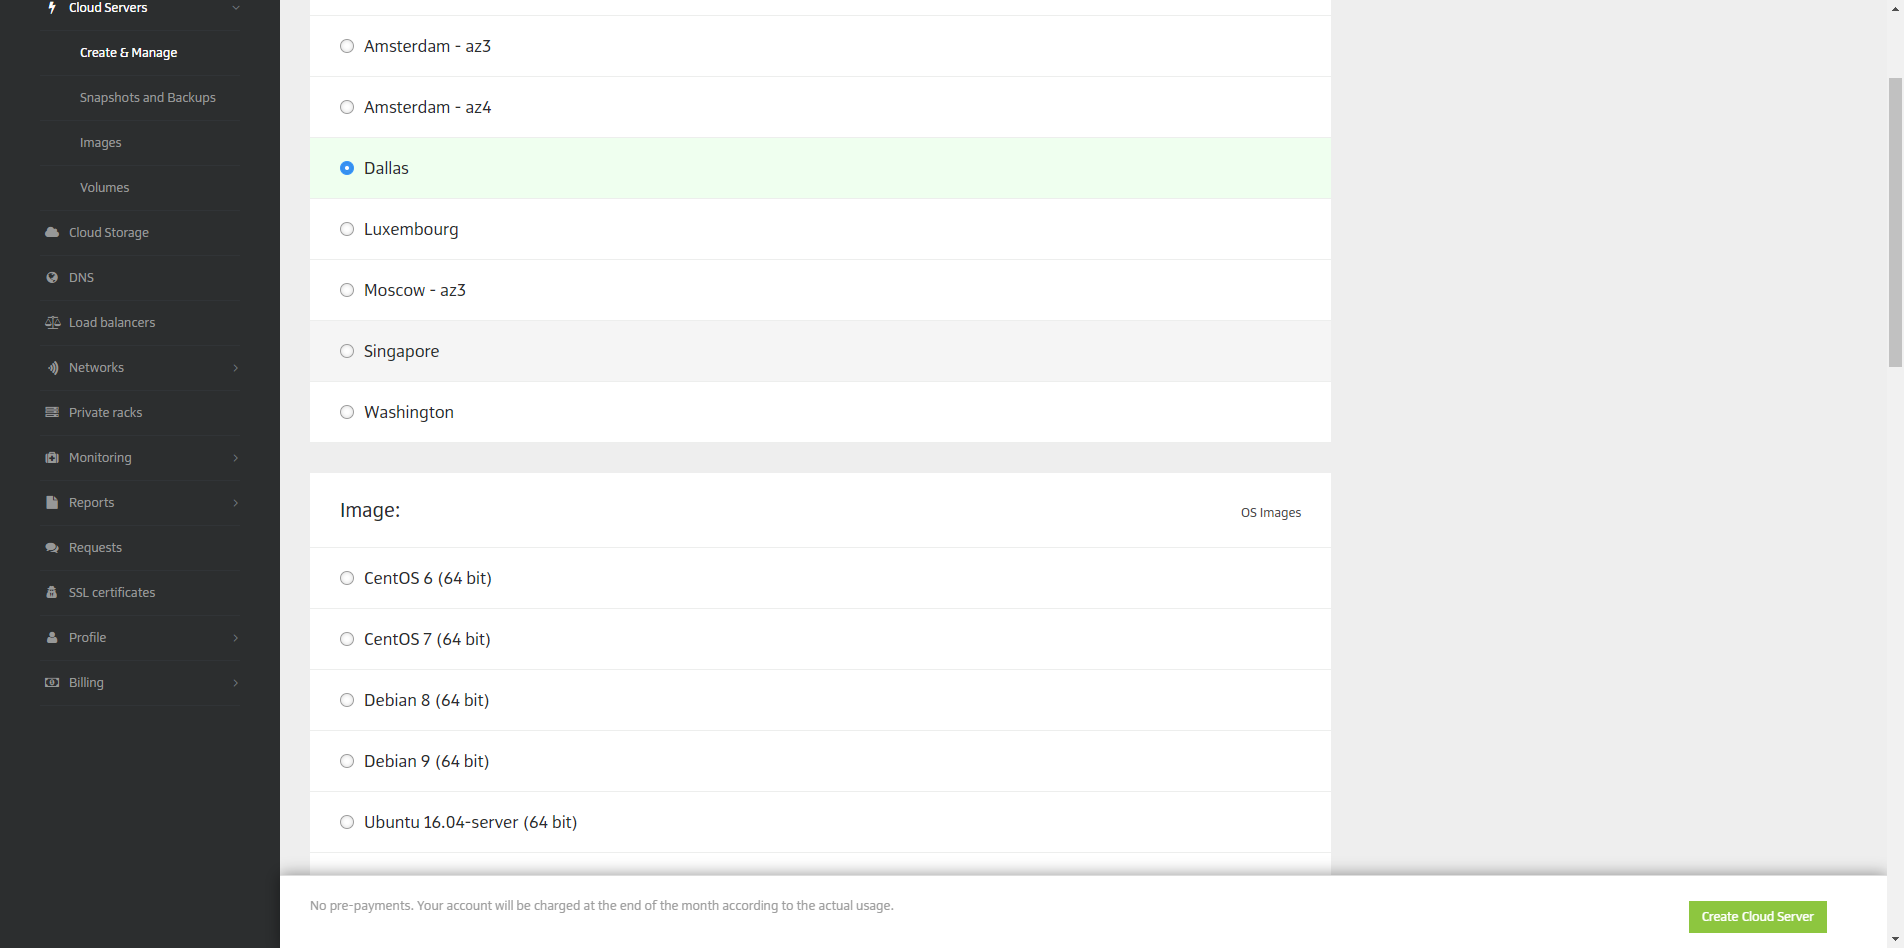 Cloud Servers
Create & Manage
Snapshots and Backups
Images
Volumes
Cloud Storage
DNS
Load balancers
Networks
Private racks
Monitoring
Reports
Requests
SSL certificates
Profile
Billing
Amsterdam - az3
Amsterdam - az4
Dallas
Luxembourg
Moscow - az3
Singapore
Washington
Image:
OS Images
CentOS 6 (64 bit)
CentOS 7 (64 bit)
Debian 8 (64 bit)
Debian 9 (64 bit)
Ubuntu 16.04-server (64 bit)
No pre-payments. Your account will be charged at the end of the month according to the actual usage.
Create Cloud Server